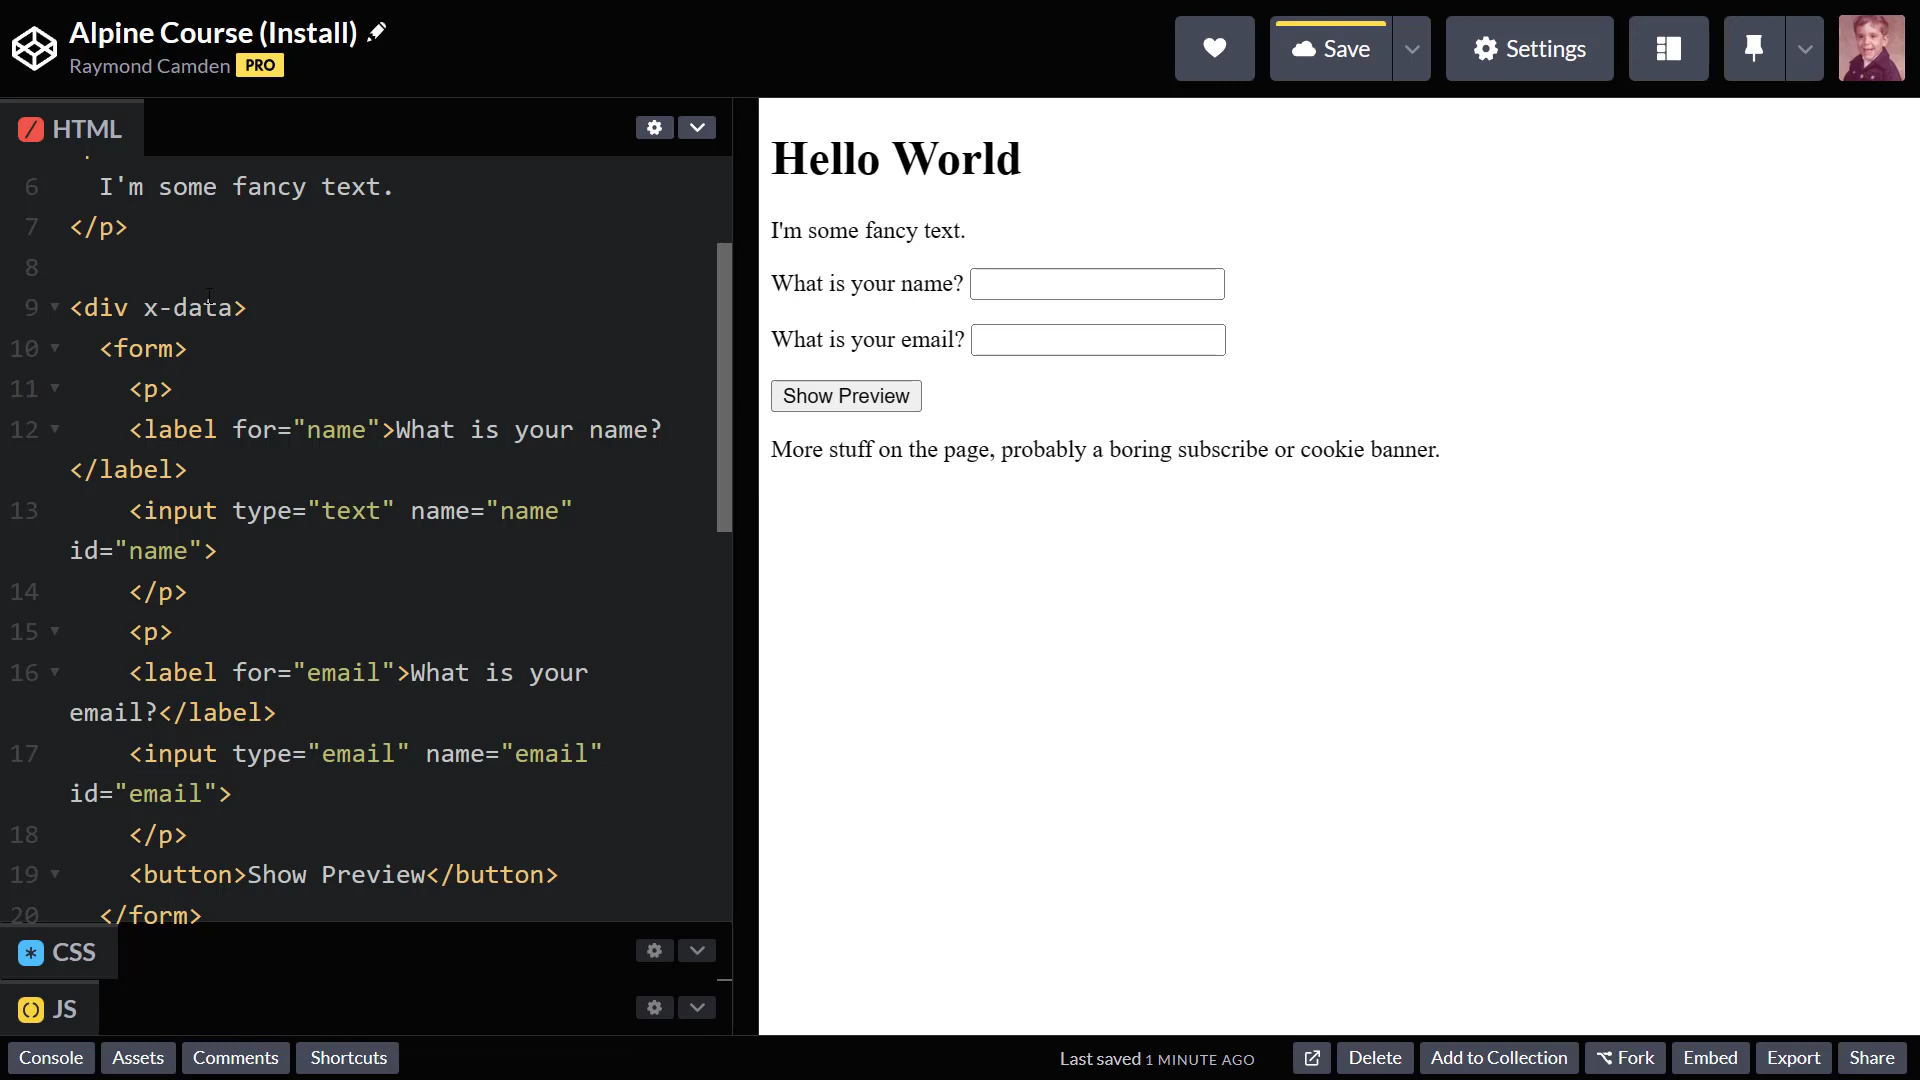 Alpine Course (Install)
Raymond Camden PRO
Save
Settings
HTML
6 I'm some fancy text.
7 </p>
8
9 <div x-data>
10 <form>
11 <p>
12 <label for="name">What is your name?
</label>
13 <input type="text" name="name"
id="name">
14 </p>
15 <p>
16 <label for="email">What is your
email?</label>
17 <input type="email" name="email"
id="email">
18 </p>
19 <button>Show Preview</button>
20 </form>
CSS
JS
Hello World
I'm some fancy text.
What is your name?
What is your email?
Show Preview
More stuff on the page, probably a boring subscribe or cookie banner.
Console Assets Comments Shortcuts
Last saved 1 MINUTE AGO
Delete Add to Collection Fork Embed Export Share